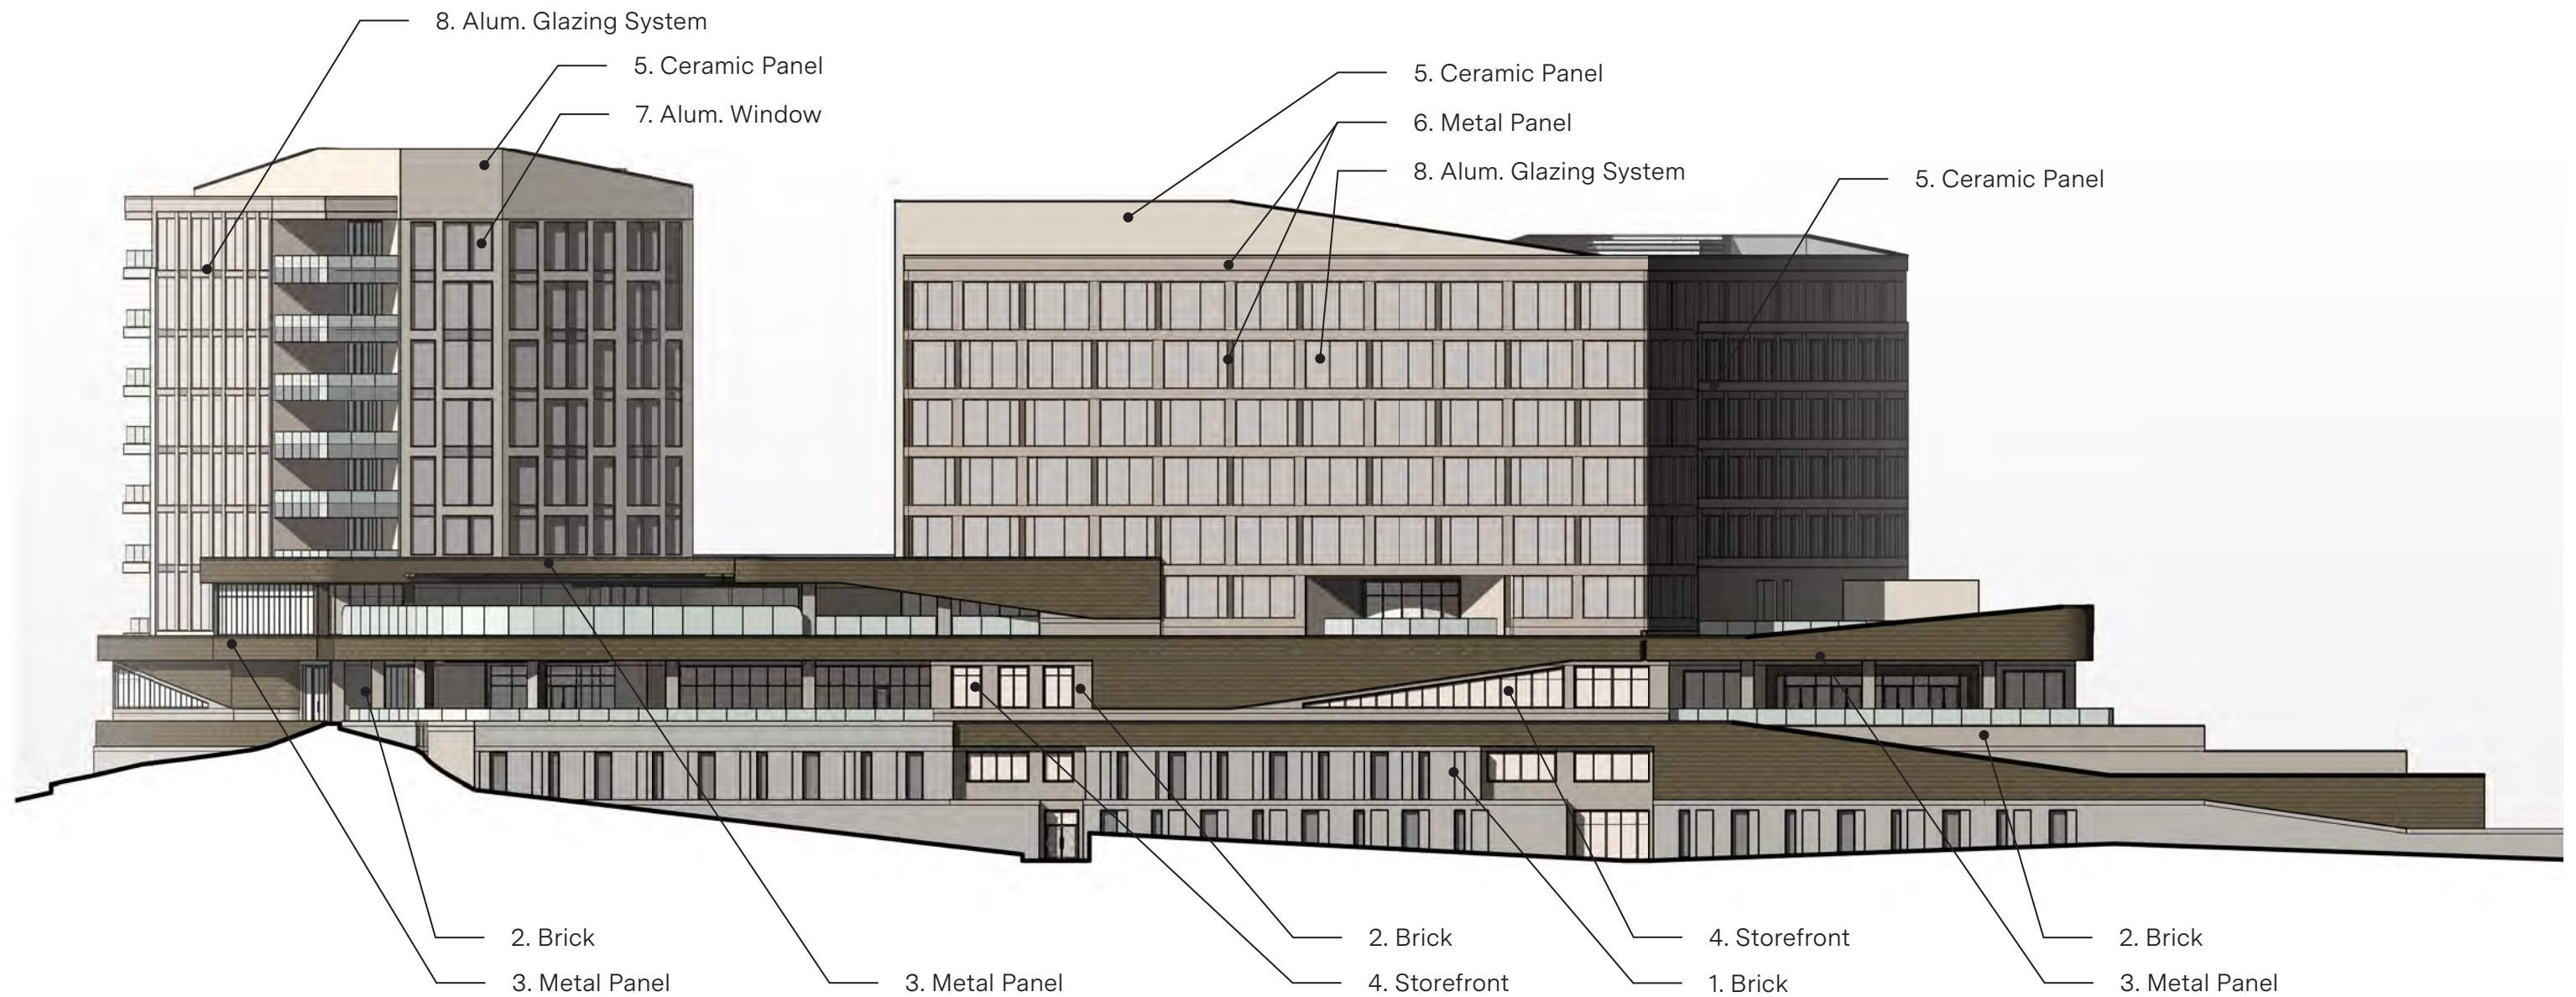 8. Alum. Glazing System
5. Ceramic Panel
7. Alum. Window
5. Ceramic Panel
6. Metal Panel
8. Alum. Glazing System
5. Ceramic Panel
2. Brick
3. Metal Panel
3. Metal Panel
2. Brick
4. Storefront
4. Storefront
1. Brick
2. Brick
3. Metal Panel